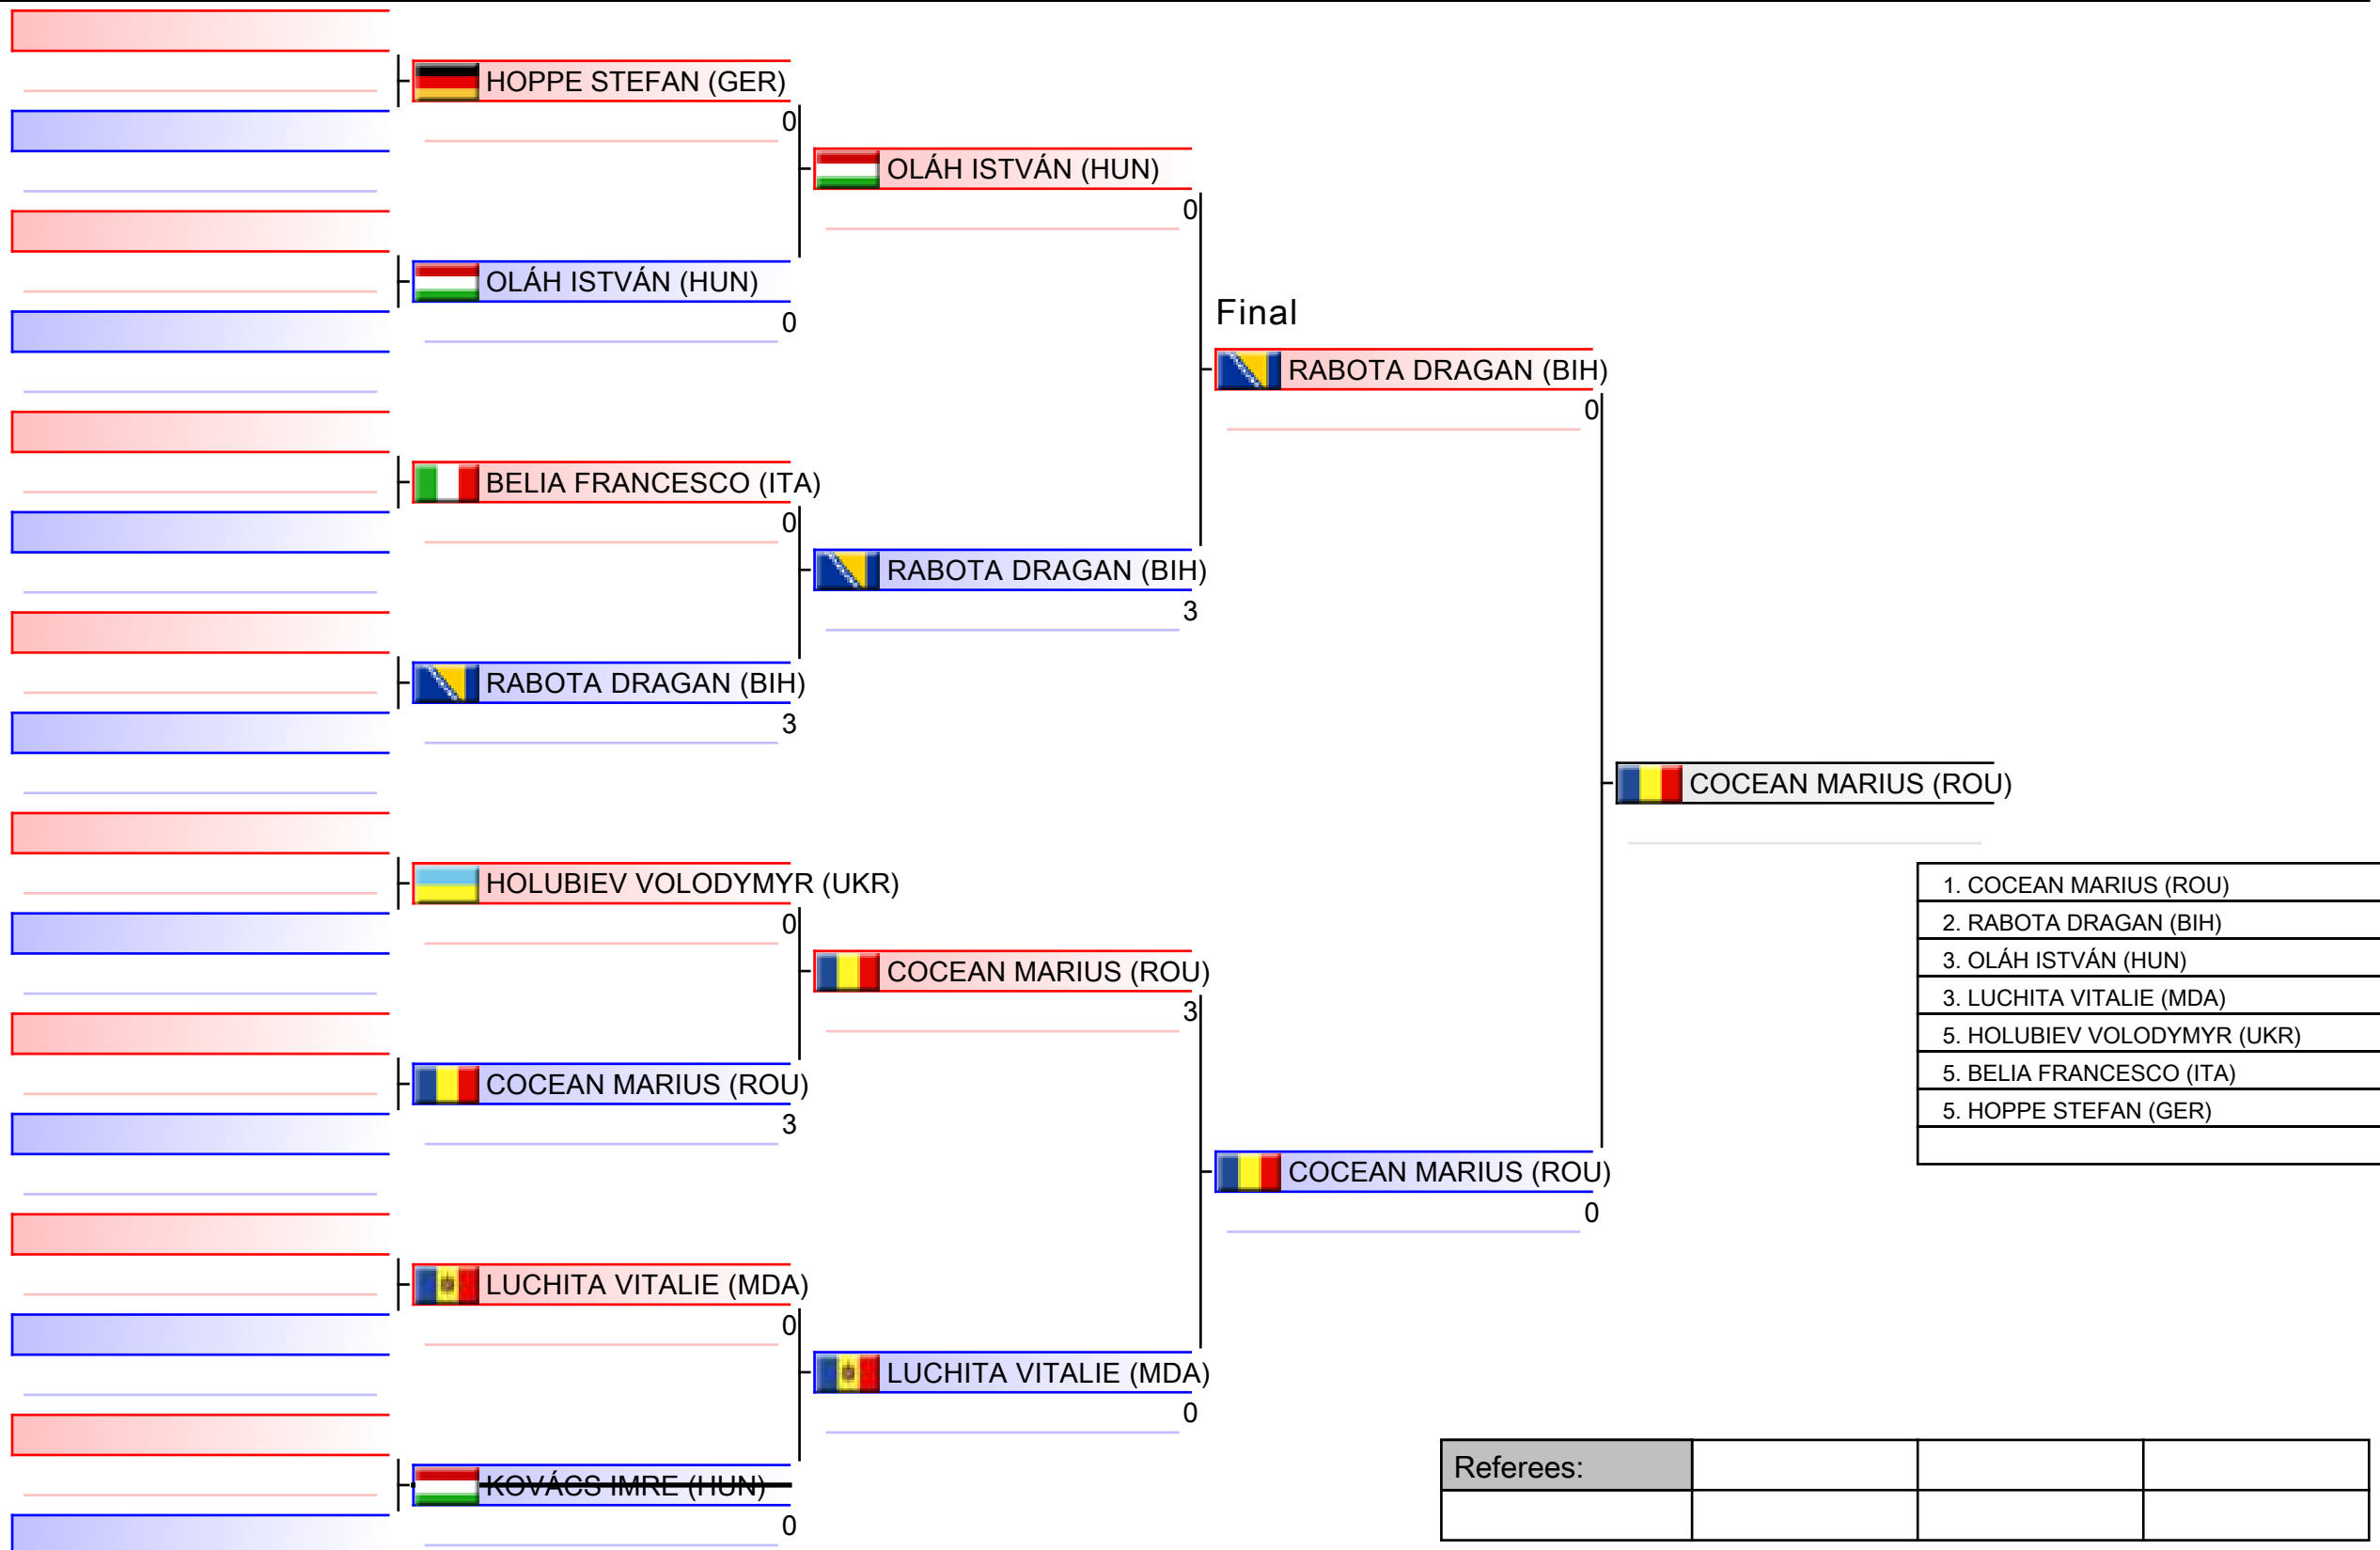 HOPPE STEFAN (GER)
0
OLÁH ISTVÁN (HUN)
0
OLÁH ISTVÁN (HUN)
0
Final
RABOTA DRAGAN (BIH)
0
BELIA FRANCESCO (ITA)
0
RABOTA DRAGAN (BIH)
3
RABOTA DRAGAN (BIH)
3
COCEAN MARIUS (ROU)
HOLUBIEV VOLODYMYR (UKR)
0
COCEAN MARIUS (ROU)
3
COCEAN MARIUS (ROU)
3
COCEAN MARIUS (ROU)
0
LUCHITA VITALIE (MDA)
0
LUCHITA VITALIE (MDA)
0
KOVÁCS IMRE (HUN)
0
1. COCEAN MARIUS (ROU)
2. RABOTA DRAGAN (BIH)
3. OLÁH ISTVÁN (HUN)
3. LUCHITA VITALIE (MDA)
5. HOLUBIEV VOLODYMYR (UKR)
5. BELIA FRANCESCO (ITA)
5. HOPPE STEFAN (GER)
Referees: